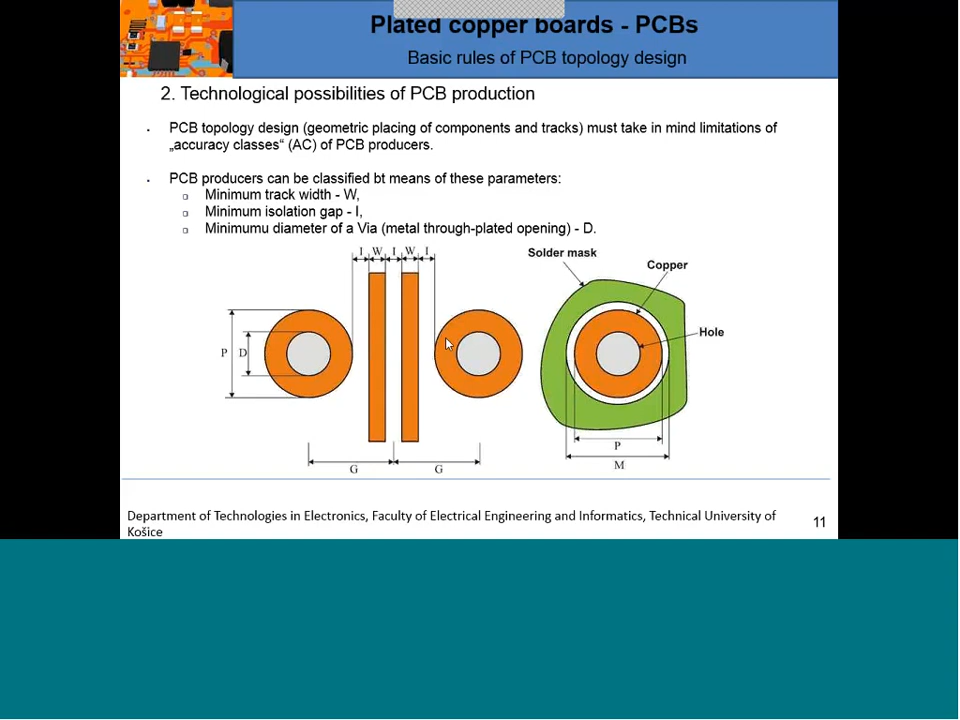 Plated copper boards - PCBs
Basic rules of PCB topology design
2. Technological possibilities of PCB production
PCB topology design (geometric placing of components and tracks) must take in mind limitations of
„accuracy classes“ (AC) of PCB producers.
PCB producers can be classified bt means of these parameters:
Minimum track width - W,
Minimum isolation gap - I,
Minimumu diameter of a Via (metal through-plated opening) - D.
I W I W I
Solder mask
Copper
Hole
P D
G G
P
M
Department of Technologies in Electronics, Faculty of Electrical Engineering and Informatics, Technical University of
Košice
11